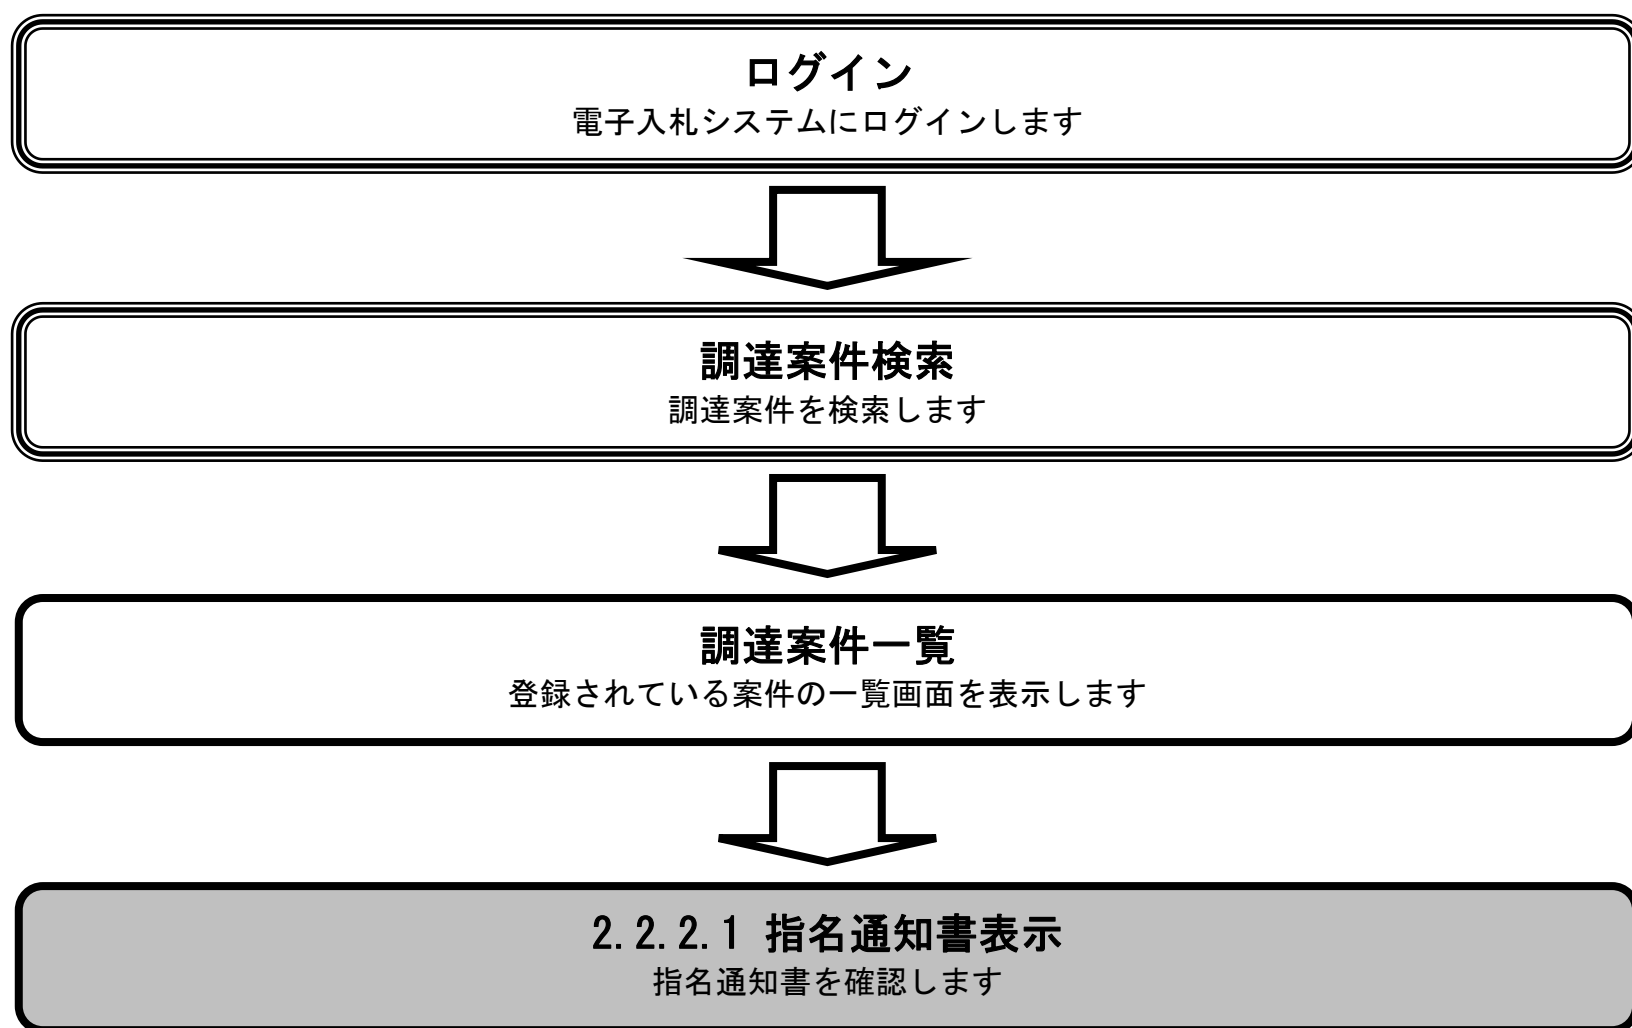 ログイン
電子入札システムにログインします
調達案件検索
調達案件を検索します
調達案件一覧
登録されている案件の一覧画面を表示します
2.2.2.1 指名通知書表示
指名通知書を確認します